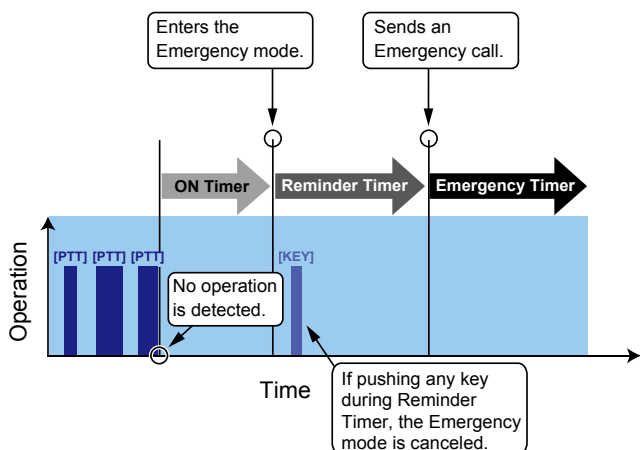 Enters the
Emergency mode.
Sends an
Emergency call.
ON Timer
Reminder Timer
Emergency Timer
Operation
[PTT] [PTT] [PTT]
[KEY]
No operation
is detected.
Time
If pushing any key
during Reminder
Timer, the Emergency
mode is canceled.